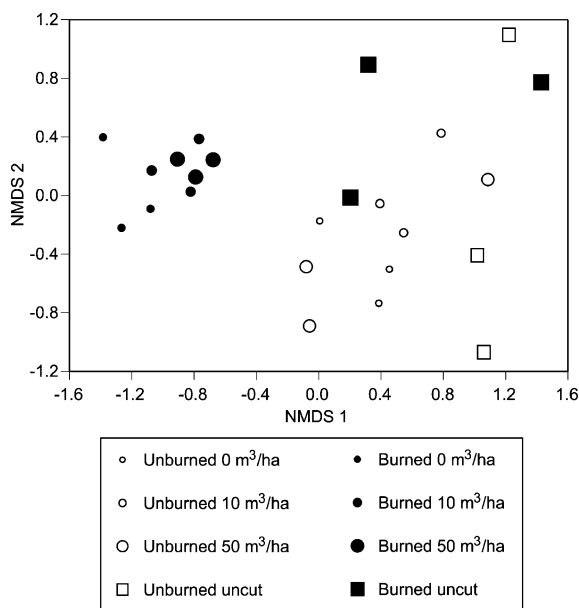 1.2
0.8
0.4
0.0
-0.4
-0.8
-1.2
NMDS 2
-1.6 -1.2 -0.8 -0.4 0.0 0.4 0.8 1.2 1.6
NMDS 1
Unburned 0 m³/ha Burned 0 m³/ha
Unburned 10 m³/ha Burned 10 m³/ha
Unburned 50 m³/ha Burned 50 m³/ha
Unburned uncut Burned uncut